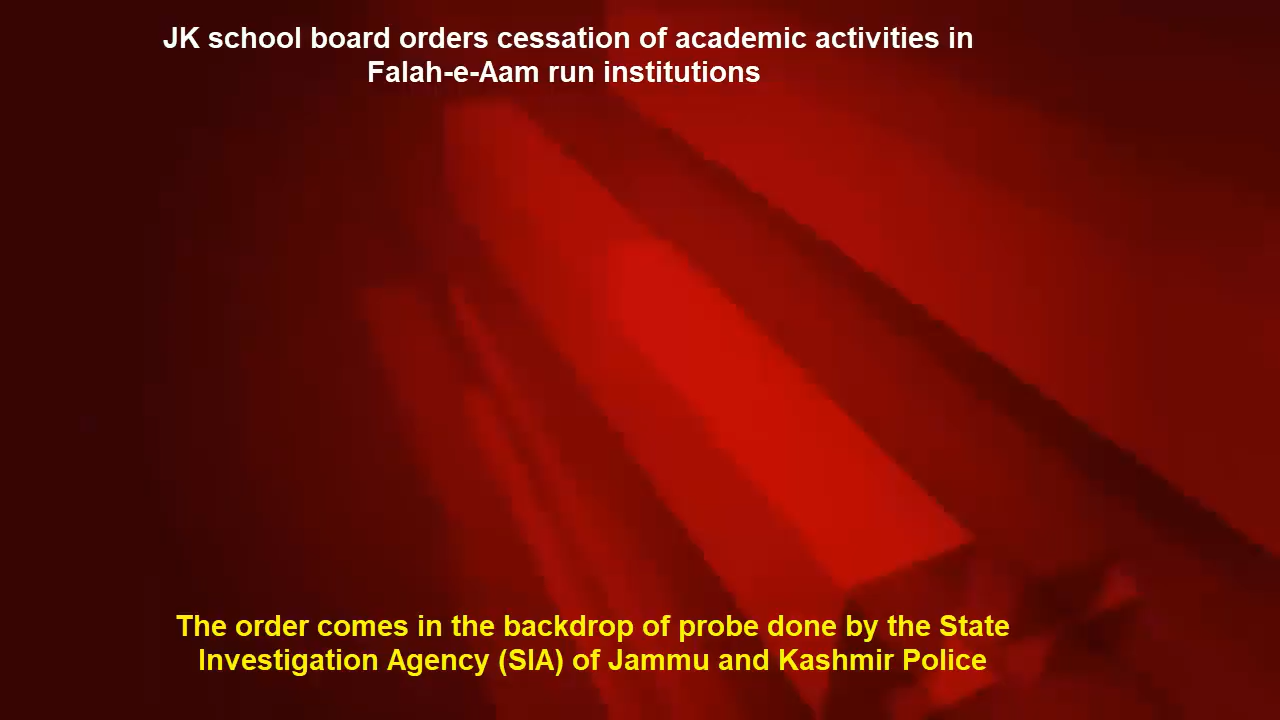 JK school board orders cessation of academic activities in
Falah-e-Aam run institutions
The order comes in the backdrop of probe done by the State
Investigation Agency (SIA) of Jammu and Kashmir Police